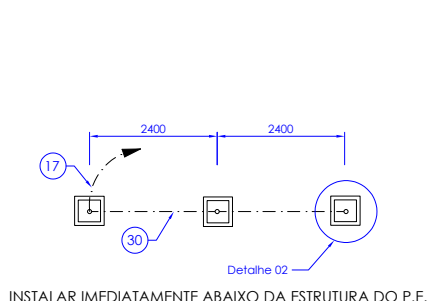 2400 2400
17
30
Detalhe 02
INSTALAR IMEDIATAMENTE ABAIXO DA ESTRUTURA DO P.E.